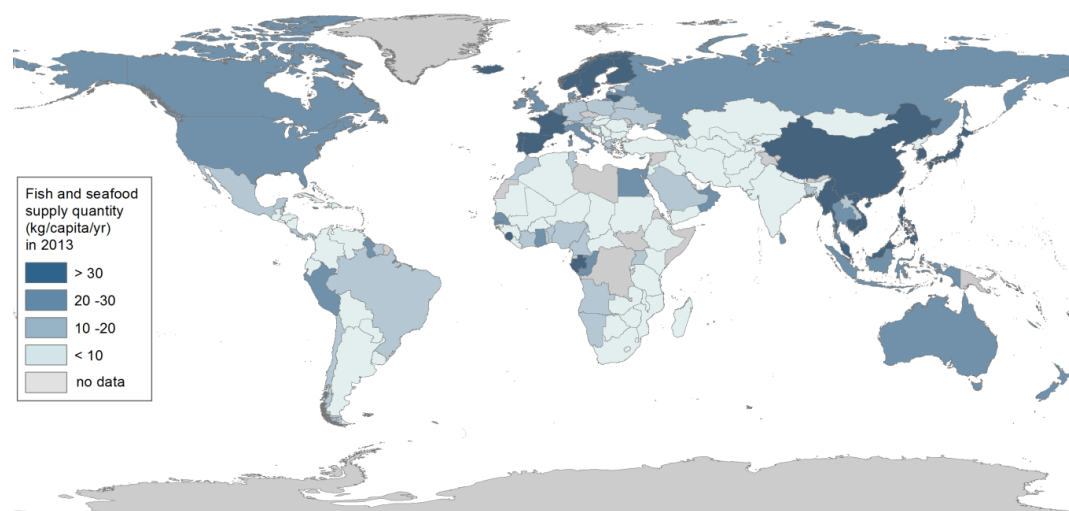 Fish and seafood
supply quantity
(kg/capita/yr)
in 2013
> 30
20 -30
10 -20
< 10
no data